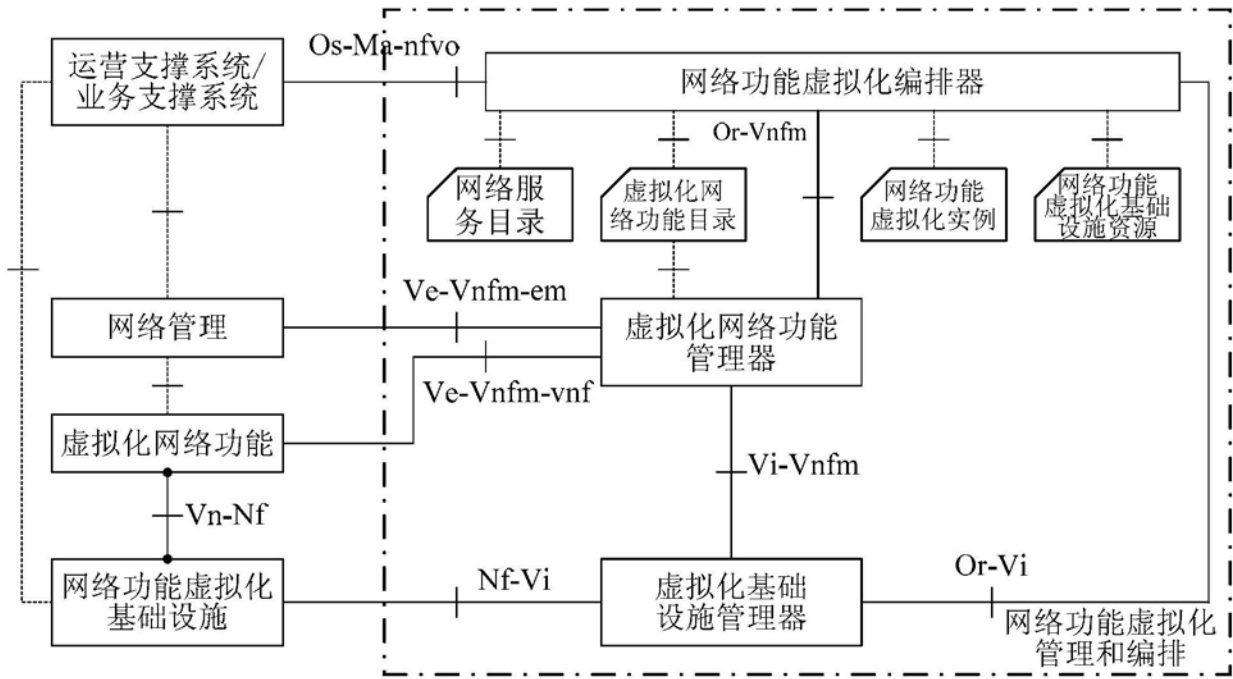 运营支撑系统/
业务支撑系统
Os-Ma-nfvo
网络功能虚拟化编排器
Or-Vnfm
网络服
务目录
虚拟化网
络功能目录
网络功能
虚拟化实例
网络功能
虚拟化基础
设施资源
网络管理
Ve-Vnfm-em
虚拟化网络功能
管理器
Ve-Vnfm-vnf
虚拟化网络功能
Vn-Nf
Vi-Vnfm
网络功能虚拟化
基础设施
Nf-Vi
虚拟化基础
设施管理器
Or-Vi
网络功能虚拟化
管理和编排